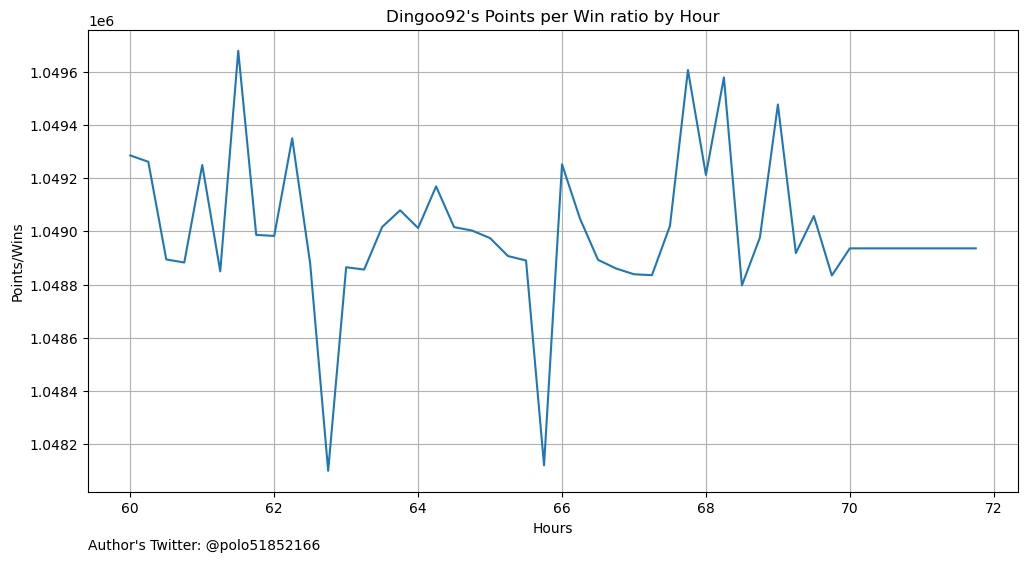 Dingoo92's Points per Win ratio by Hour
1e6
1.0496
1.0494
1.0492
1.0490
1.0488
1.0486
1.0484
1.0482
Points/Wins
60 62 64 66 68 70 72
Hours
Author's Twitter: @polo51852166